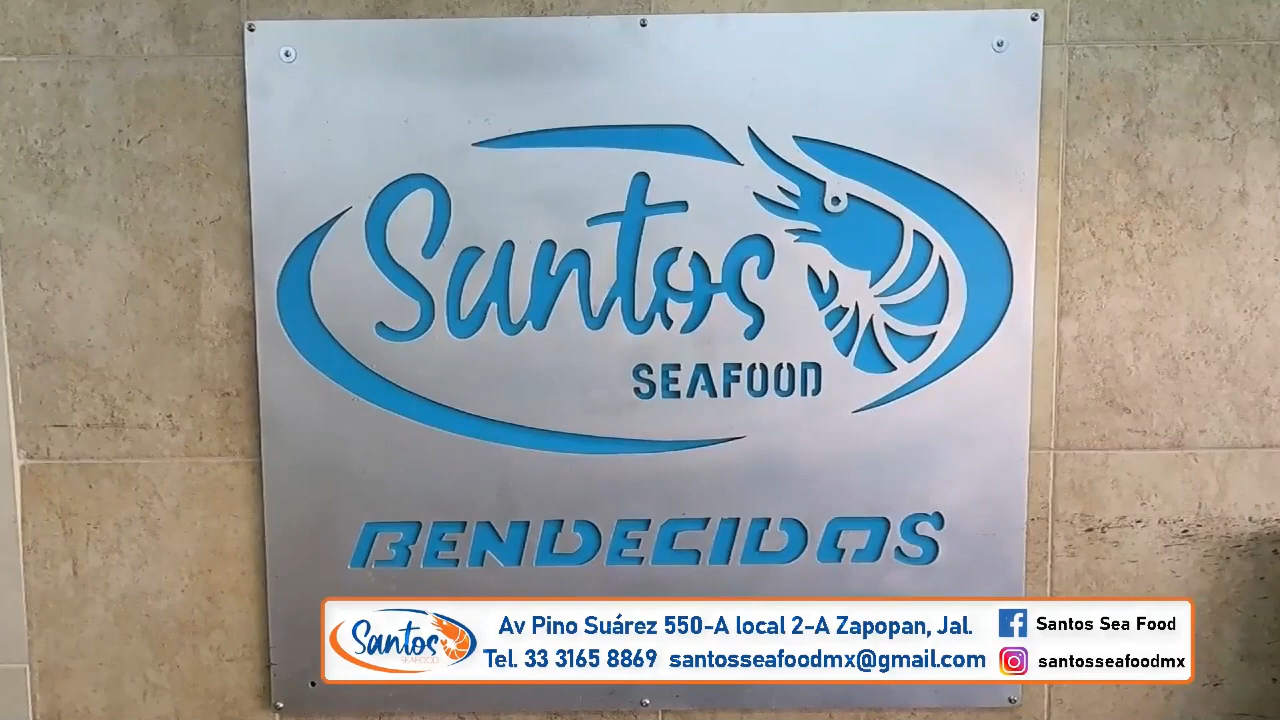 Santos
SEAFOOD
BENDECIDOS
Santos
SEAFOOD
Av Pino Suárez 550-A local 2-A Zapopan, Jal.
Tel. 33 3165 8869 santosseafoodmx@gmail.com
Santos Sea Food
santosseafoodmx